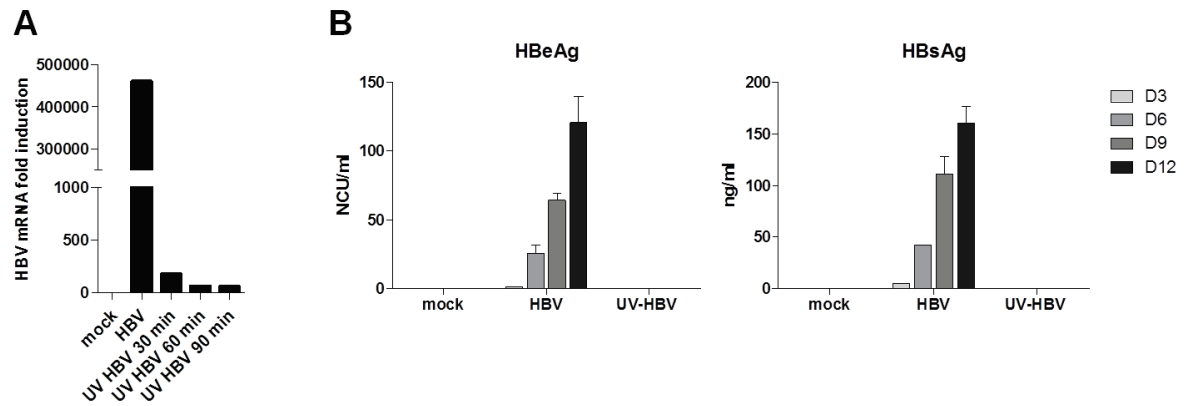 A
HBV mRNA fold induction
500000
400000
300000
1000
500
0
mock
HBV
UV HBV 30 min
UV HBV 60 min
UV HBV 90 min
B
HBeAg
NCU/ml
150
100
50
0
mock HBV UV-HBV
HBsAg
ng/ml
200
150
100
50
0
mock HBV UV-HBV
D3
D6
D9
D12